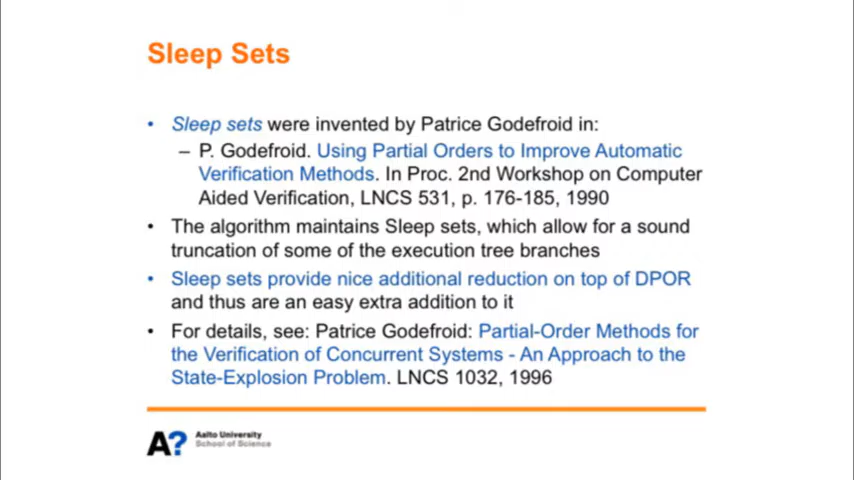 Sleep Sets
• Sleep sets were invented by Patrice Godefroid in:
– P. Godefroid. Using Partial Orders to Improve Automatic
Verification Methods. In Proc. 2nd Workshop on Computer
Aided Verification, LNCS 531, p. 176-185, 1990
• The algorithm maintains Sleep sets, which allow for a sound
truncation of some of the execution tree branches
• Sleep sets provide nice additional reduction on top of DPOR
and thus are an easy extra addition to it
• For details, see: Patrice Godefroid: Partial-Order Methods for
the Verification of Concurrent Systems - An Approach to the
State-Explosion Problem. LNCS 1032, 1996
A?
Aalto University
School of Science